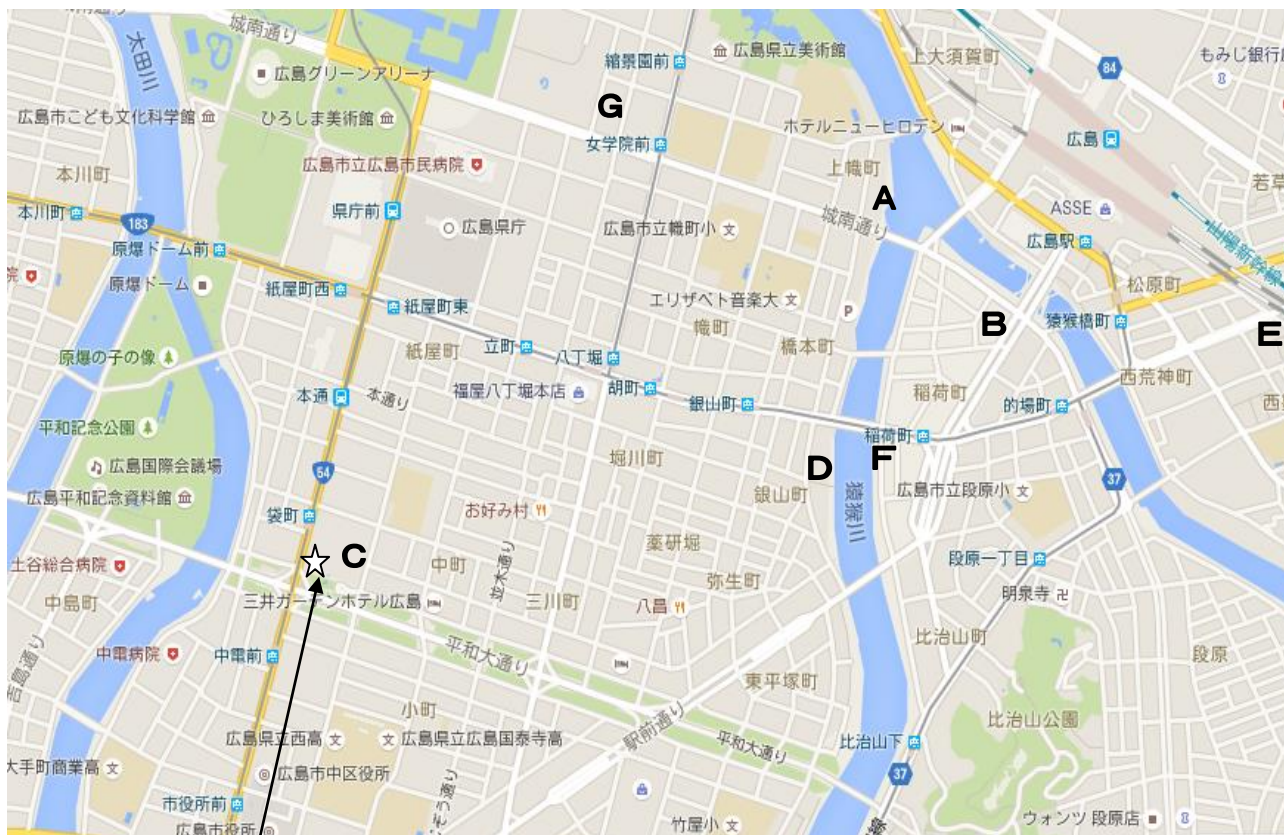 城南通り
太田川
広島グリーンアリーナ
縮景園前
広島県立美術館
上大須賀町
84
もみじ銀行
広島市こども文化科学館
ひろしま美術館
G
女学院前
ホテルニューヒロデン
広島
本川町
広島市立広島市民病院
上幟町
若草
本川町
183
県庁前
広島県庁
広島市立幟町小
A
城南通り
ASSE
広島駅
山陽新幹線
原爆ドーム前
院
原爆ドーム
紙屋町西
紙屋町東
エリザベト音楽大
P
B
猿猴橋町
松原町
E
原爆の子の像
紙屋町
立町
八丁堀
幟町
橋本町
本通
本通り
福屋八丁堀本店
胡町
銀山町
稲荷町
的場町
西荒神町
平和記念公園
稲荷町
広島国際会議場
54
堀川町
D
F
37
広島平和記念資料館
銀山町
猿猴川
広島市立段原小
袋町
お好み村
薬研堀
段原一丁目
土谷総合病院
C
中町
並木通り
弥生町
明泉寺
中島町
三井ガーデンホテル広島
三川町
八昌
比治山町
吉島通り
中電病院
中電前
平和大通り
東平塚町
段原
小町
駅前通り
比治山公園
広島県立西高
広島県立広島国泰寺高
平和大通り
比治山下
大手町商業高
広島市中区役所
37
市役所前
広島市役所
竹屋小
ウォンツ 段原店